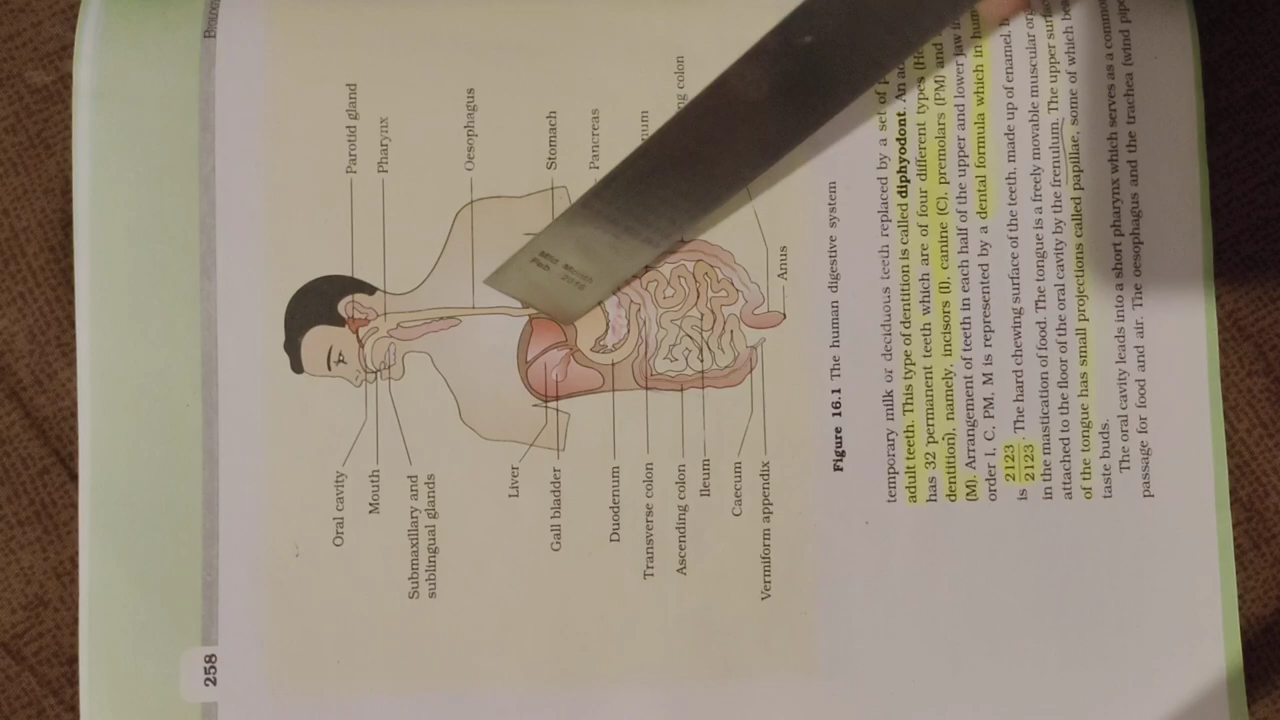 258
Parotid gland
Pharynx
Oesophagus
Stomach
Pancreas
Anus
Oral cavity
Mouth
Submaxillary and
sublingual glands
Liver
Gall bladder
Duodenum
Transverse colon
Ascending colon
Ileum
Caecum
Vermiform appendix
colon
Figure 16.1 The human digestive system
temporary milk or deciduous teeth replaced by a set of
adult teeth. This type of dentition is called diphyodont. An
has 32 permanent teeth which are of four different types
dentition), namely, incisors (I), canine (C), premolars (PM) and
(M). Arrangement of teeth in each half of the upper and lower jaw
order I, C, PM, M is represented by a dental formula which in
is 2123/2123. The hard chewing surface of the teeth, made up of enamel,
in the mastication of food. The tongue is a freely movable muscular
attached to the floor of the oral cavity by the frenulum. The upper
of the tongue has small projections called papillae, some of which
taste buds.
The oral cavity leads into a short pharynx which serves as a
passage for food and air. The oesophagus and the trachea (wind
Mid Month
Feb 2016